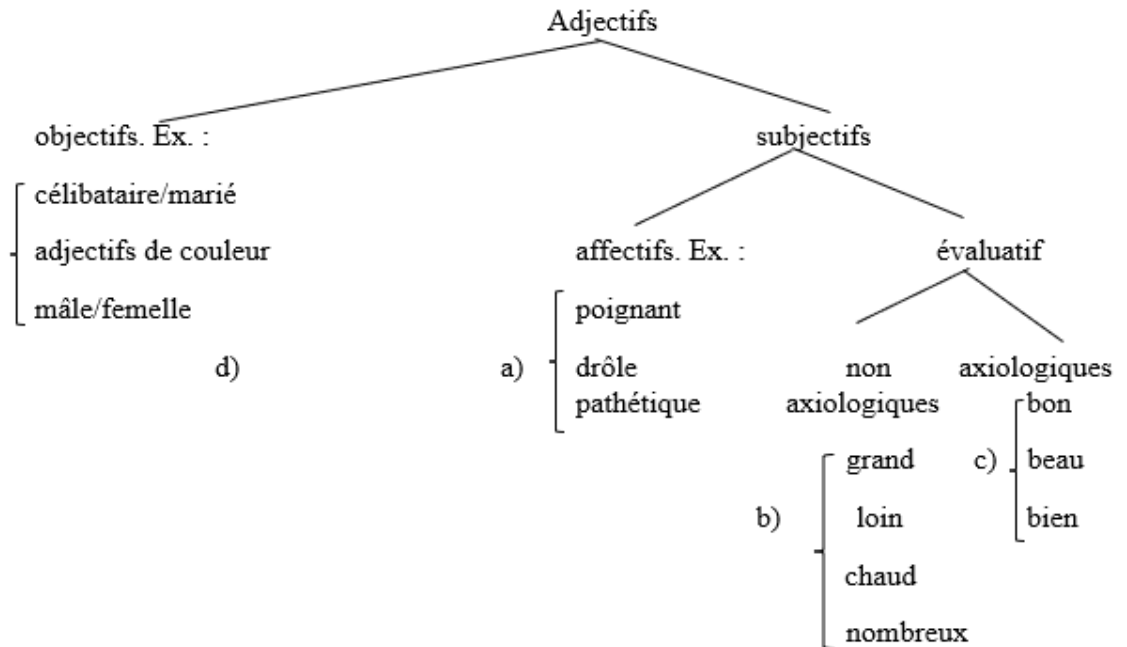 Adjectifs
objectifs. Ex. :
subjectifs
célibataire/marié
adjectifs de couleur
mâle/femelle
d)
affectifs. Ex. :
évaluatif
a)
poignant
drôle
pathétique
non
axiologiques
axiologiques
b)
grand
loin
chaud
nombreux
c)
bon
beau
bien